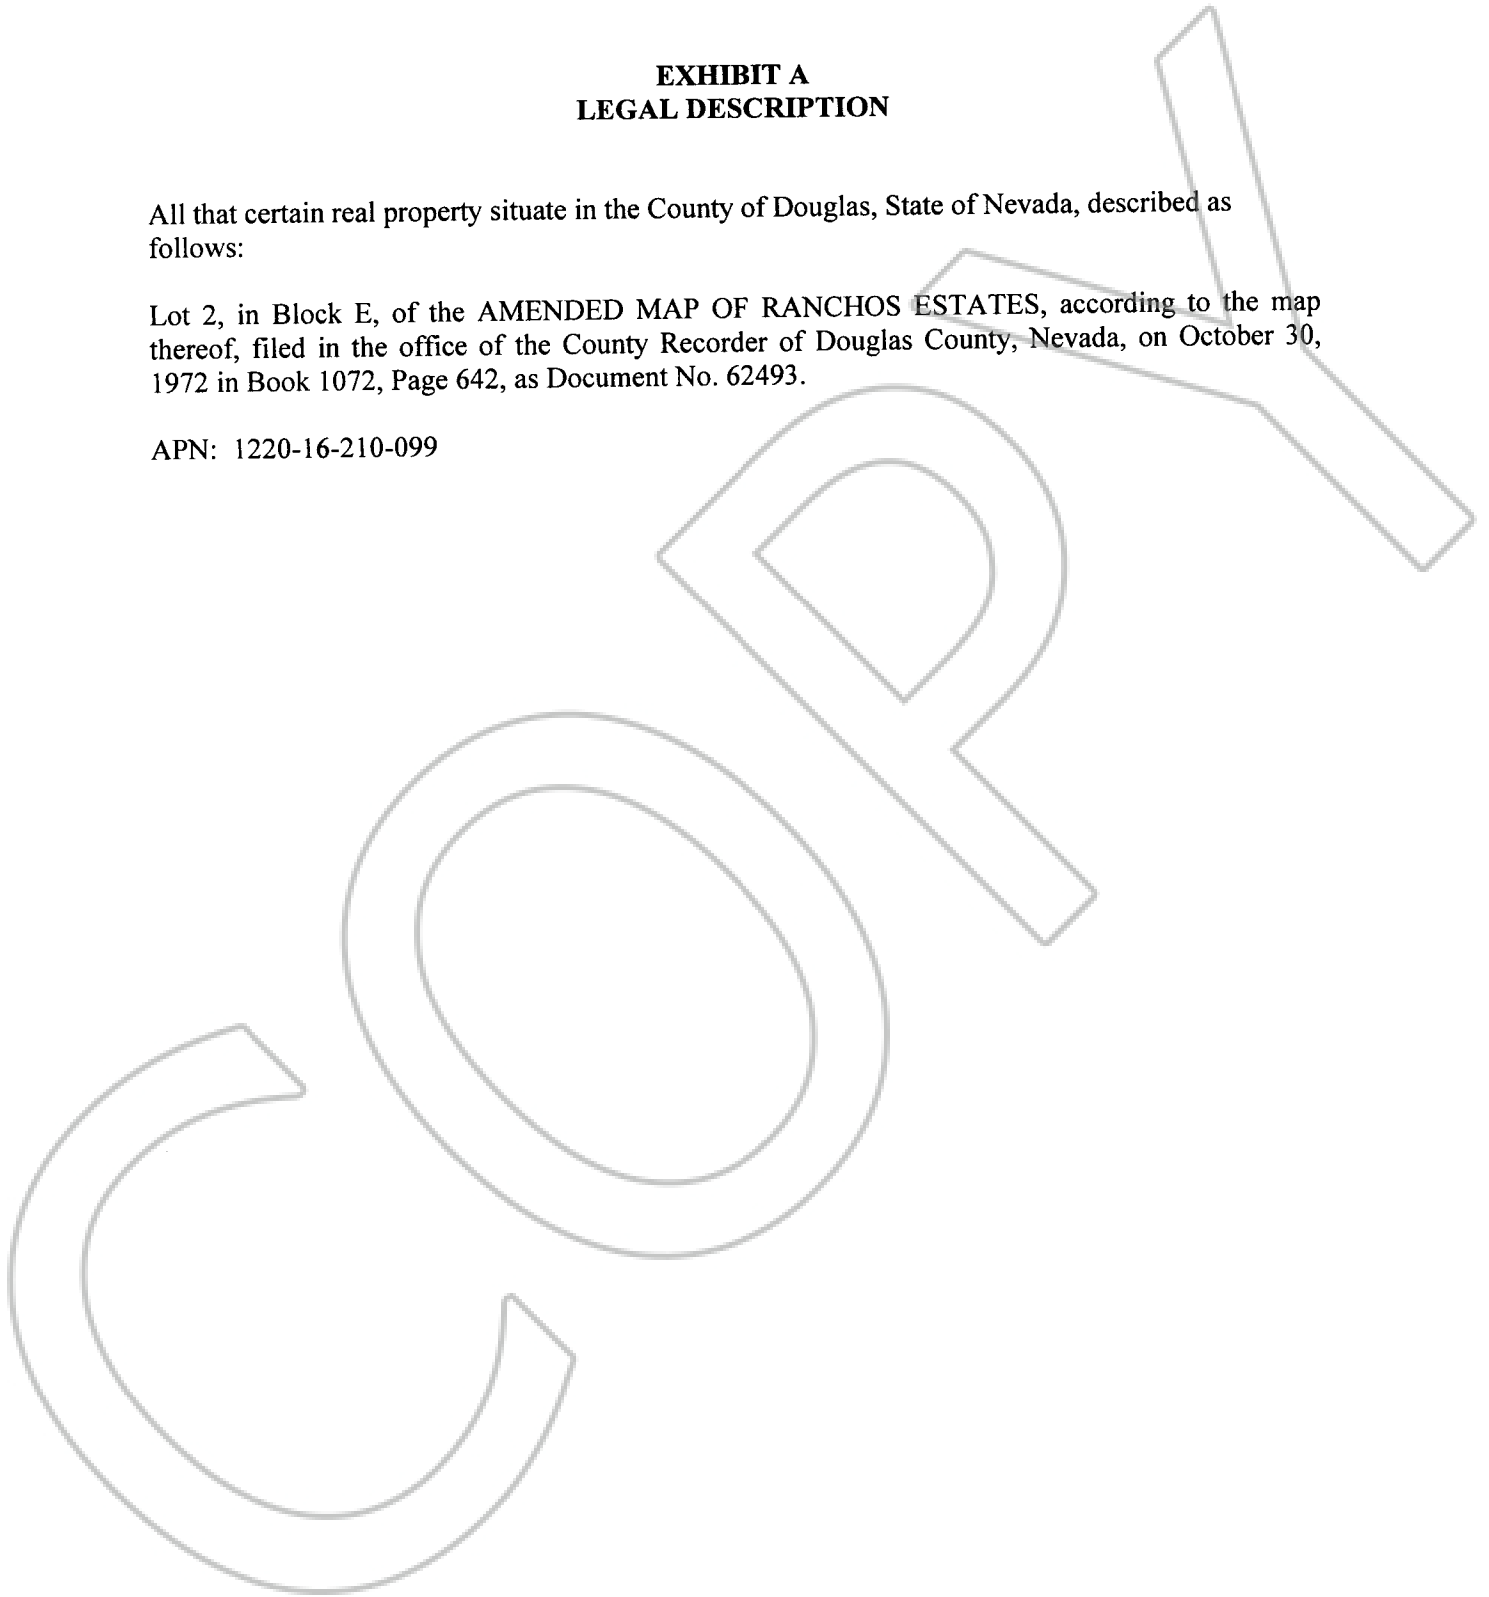 EXHIBIT A
LEGAL DESCRIPTION
All that certain real property situate in the County of Douglas, State of Nevada, described as
follows:
Lot 2, in Block E, of the AMENDED MAP OF RANCHOS ESTATES, according to the map
thereof, filed in the office of the County Recorder of Douglas County, Nevada, on October 30,
1972 in Book 1072, Page 642, as Document No. 62493.
APN: 1220-16-210-099
COPY